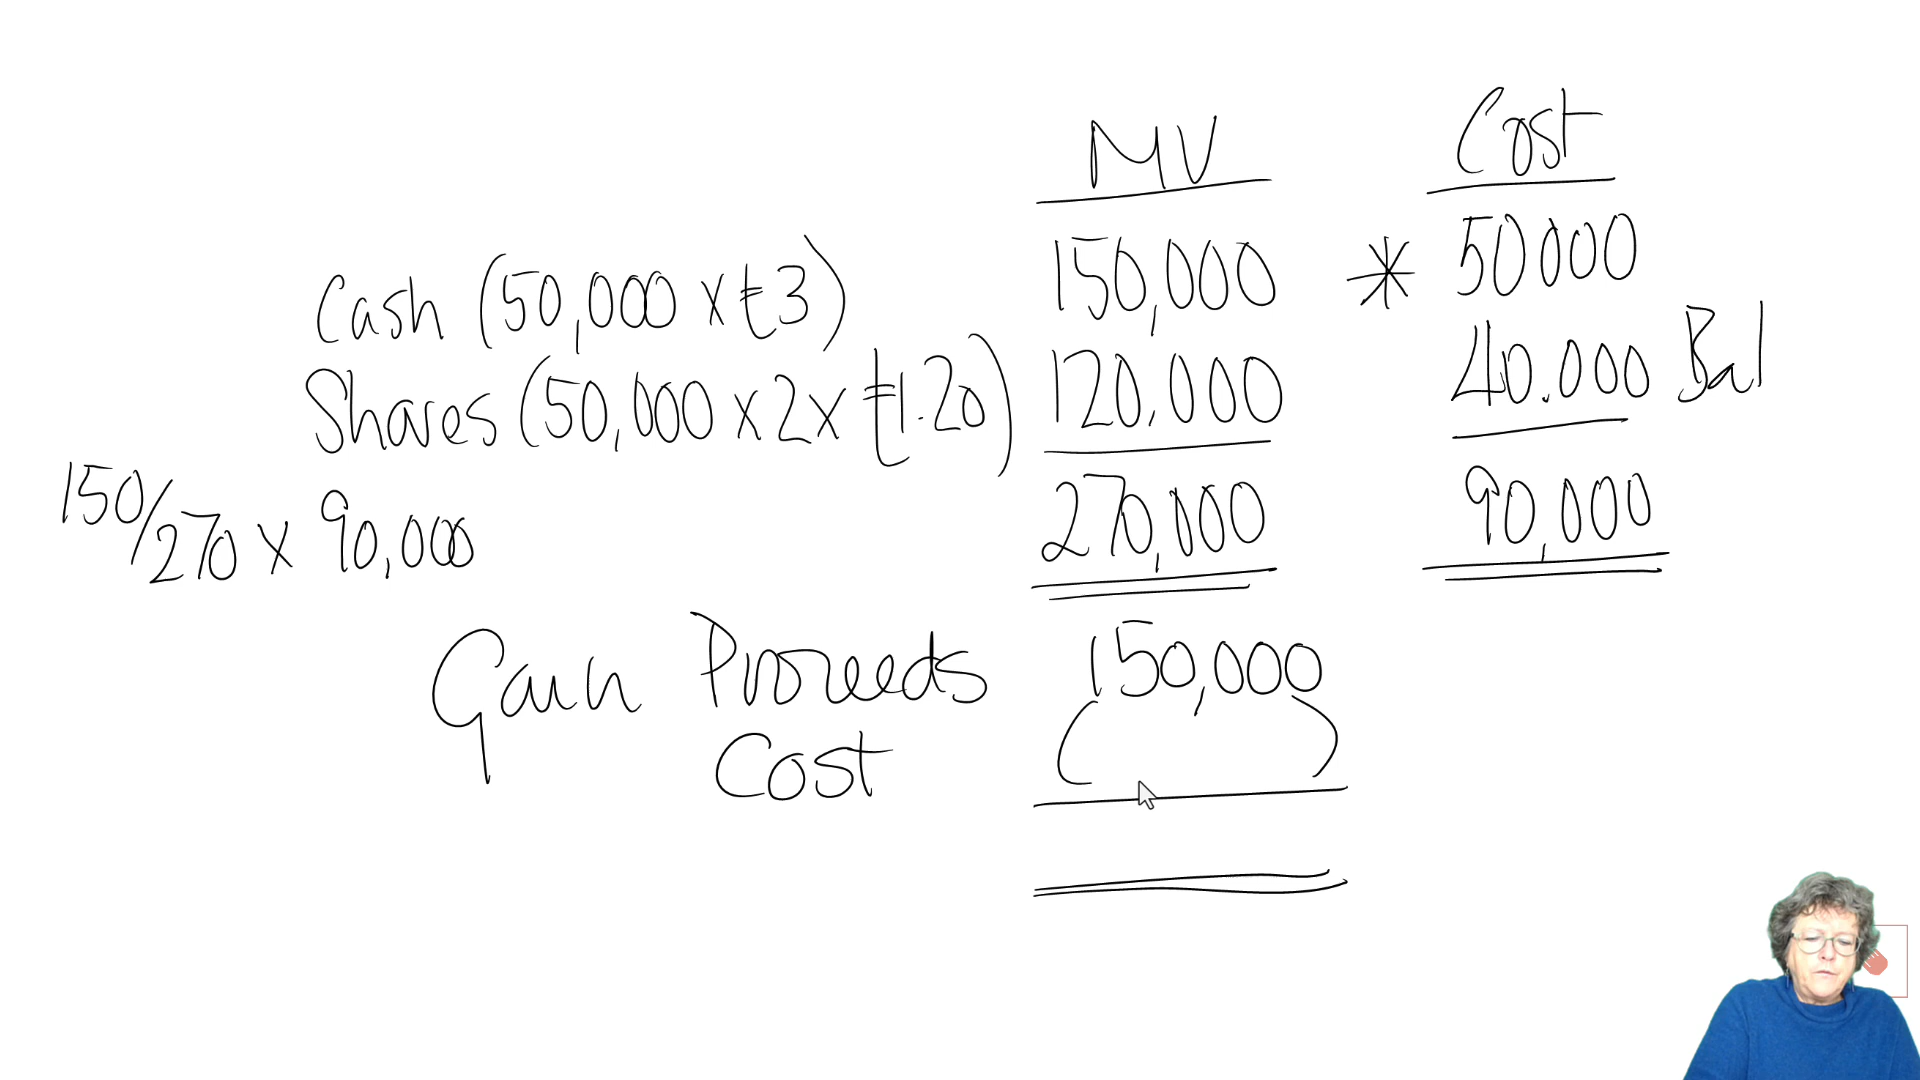 MV Cost
Cash (50,000 x £3) 150,000 * 50000
Shares (50,000 x 2 x £1.20) 120,000 40.000 Bal
150/270 x 90,000 270,000 90,000
Gain Proceeds 150,000
Cost ( )